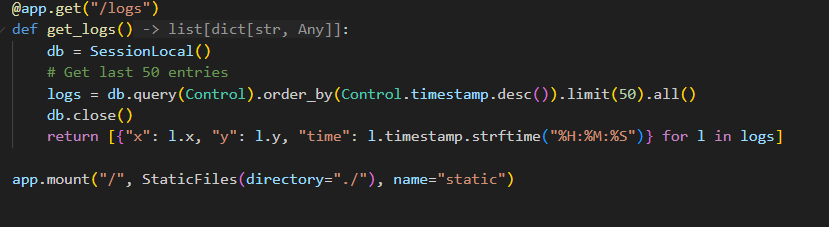 @app.get("/logs")
def get_logs() -> list[dict[str, Any]]:
    db = SessionLocal()
    # Get last 50 entries
    logs = db.query(Control).order_by(Control.timestamp.desc()).limit(50).all()
    db.close()
    return [{"x": l.x, "y": l.y, "time": l.timestamp.strftime("%H:%M:%S")} for l in logs]
app.mount("/", StaticFiles(directory="./"), name="static")